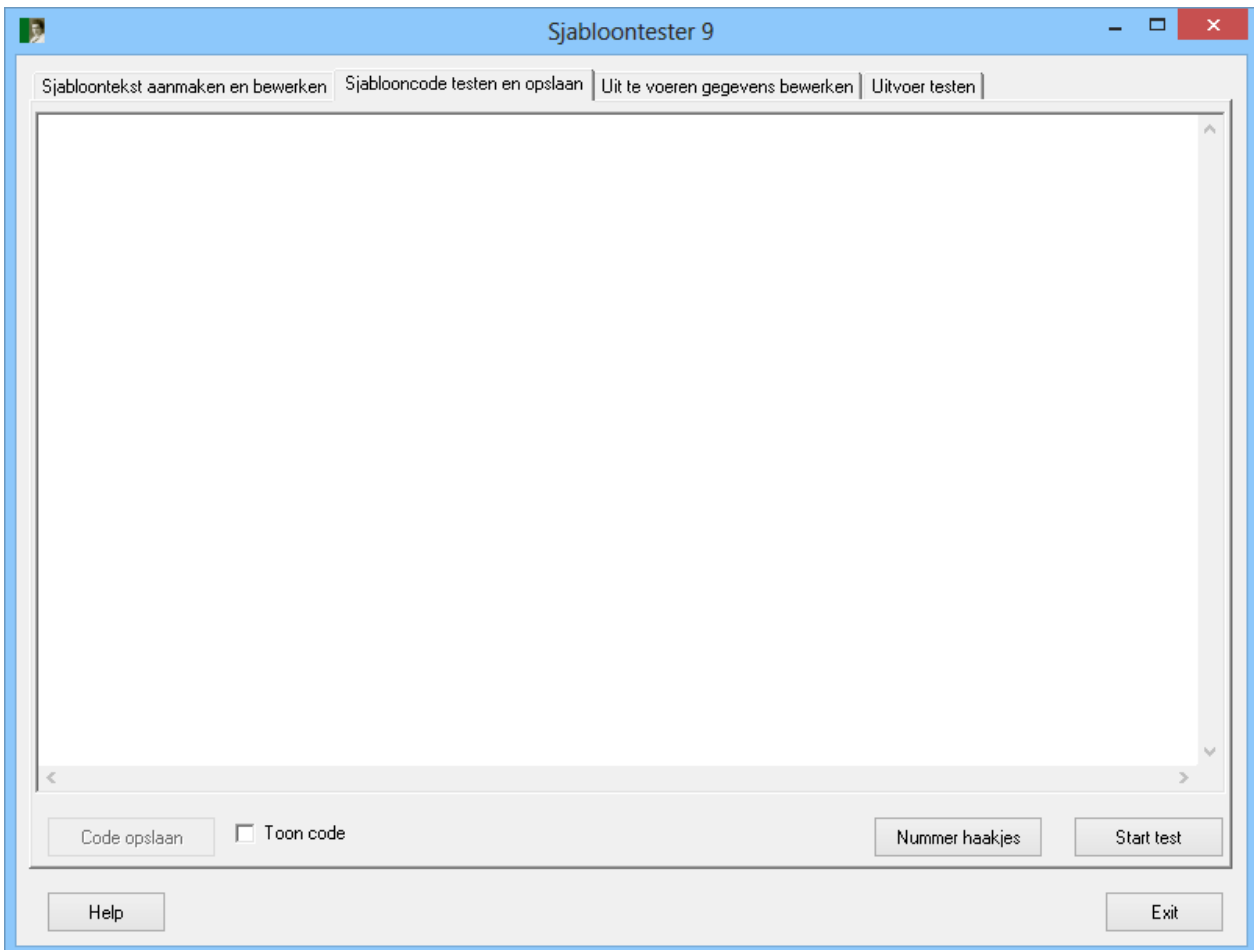 Sjabloontester 9
Sjabloontekst aanmaken en bewerken Sjablooncode testen en opslaan Uit te voeren gegevens bewerken Uitvoer testen
Code opslaan Toon code Nummer haakjes Start test
Help Exit